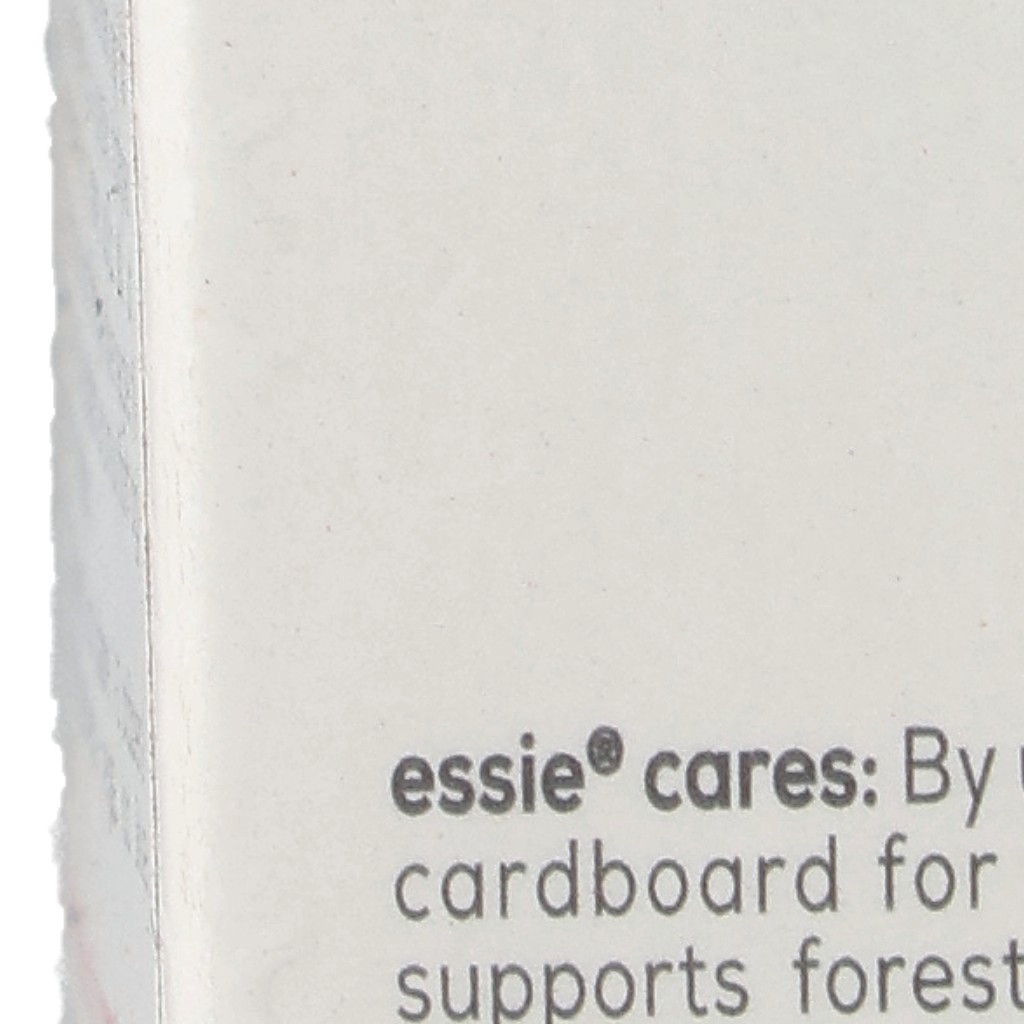 essie® cares: By
cardboard for
supports forest